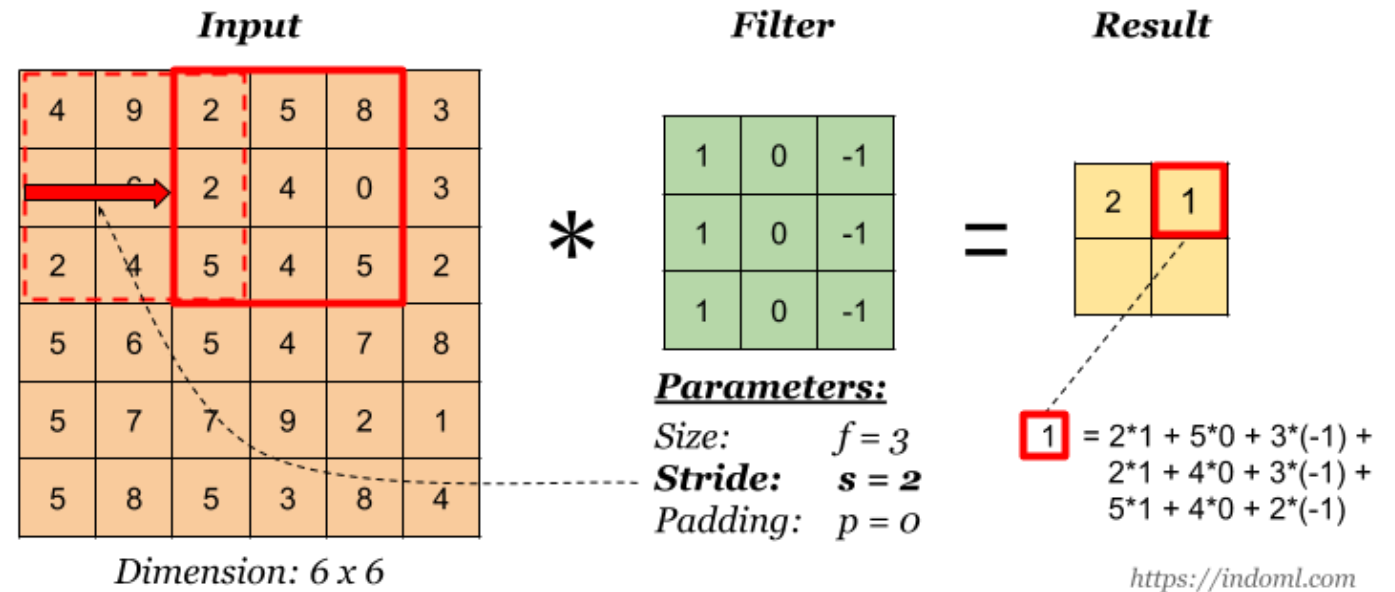 Input Filter Result
4 9 2 5 8 3
2 4 0 3
2 4 5 4 5 2
5 6 5 4 7 8
5 7 7 9 2 1
5 8 5 3 8 4
Dimension: 6 x 6
*
1 0 -1
1 0 -1
1 0 -1
Parameters:
Size: f = 3
Stride: s = 2
Padding: p = 0
=
2 1
1 = 2*1 + 5*0 + 3*(-1) +
2*1 + 4*0 + 3*(-1) +
5*1 + 4*0 + 2*(-1)
https://indoml.com